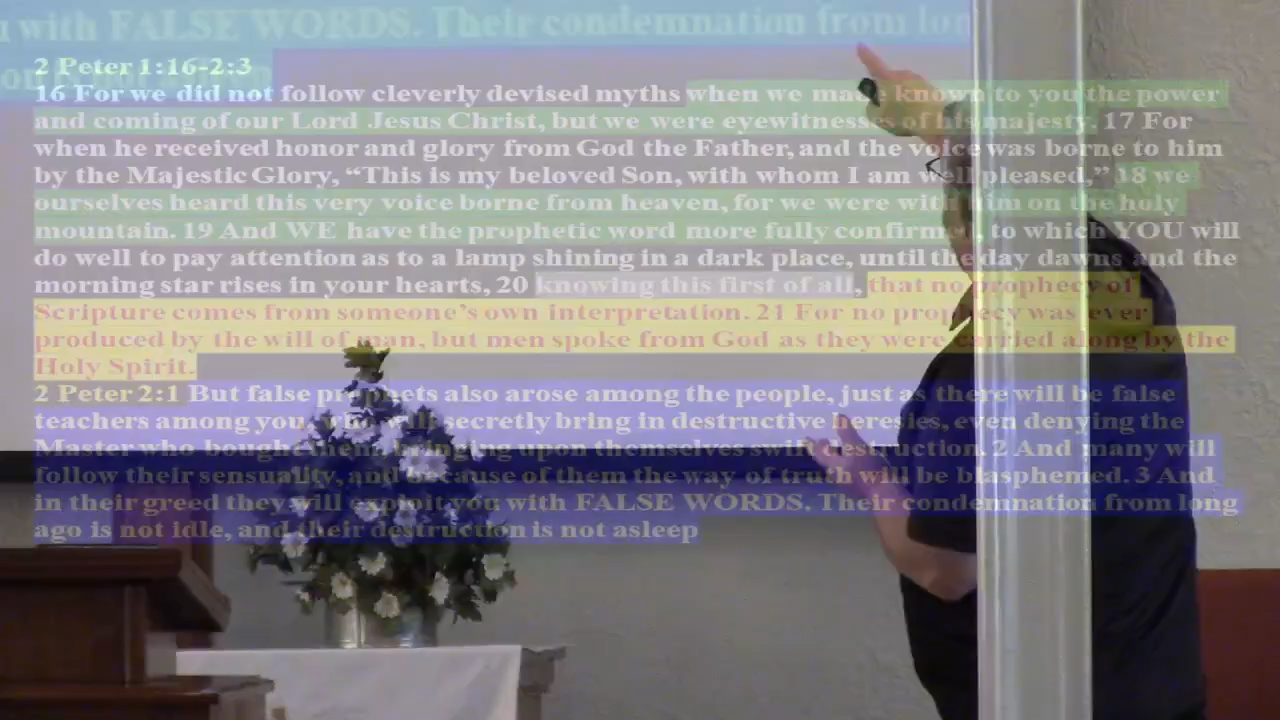 with FALSE WORDS. Their condemnation from lon
2 Peter 1:16-2:3
16 For we did not follow cleverly devised myths when we made known to you the power
and coming of our Lord Jesus Christ, but we were eyewitnesses of his majesty. 17 For
when he received honor and glory from God the Father, and the voice was borne to him
by the Majestic Glory, “This is my beloved Son, with whom I am well pleased,” 18 we
ourselves heard this very voice borne from heaven, for we were with him on the holy
mountain. 19 And WE have the prophetic word more fully confirmed, to which YOU will
do well to pay attention as to a lamp shining in a dark place, until the day dawns and the
morning star rises in your hearts, 20 knowing this first of all, that no prophecy of
Scripture comes from someone’s own interpretation. 21 For no prophecy was ever
produced by the will of man, but men spoke from God as they were carried along by the
Holy Spirit.
2 Peter 2:1 But false prophets also arose among the people, just as there will be false
teachers among you, who will secretly bring in destructive heresies, even denying the
Master who bought them, bringing upon themselves swift destruction. 2 And many will
follow their sensuality, and because of them the way of truth will be blasphemed. 3 And
in their greed they will exploit you with FALSE WORDS. Their condemnation from long
ago is not idle, and their destruction is not asleep